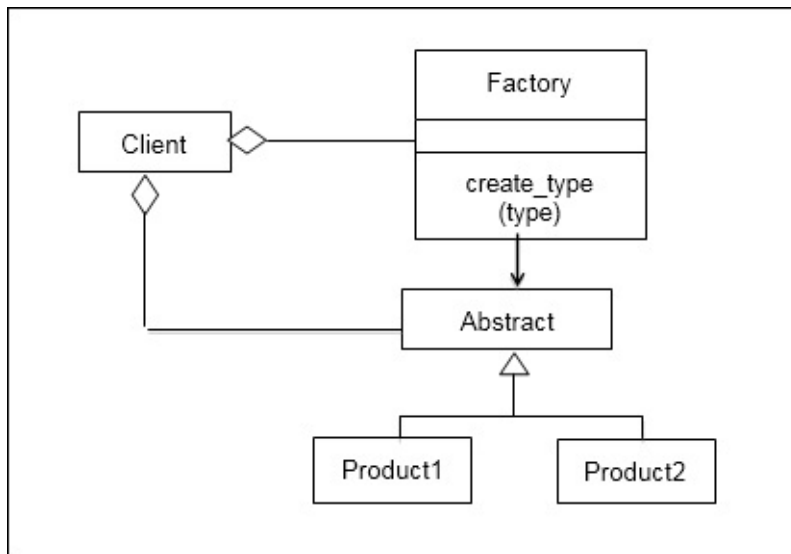 Factory
Client
create_type
(type)
Abstract
Product1
Product2